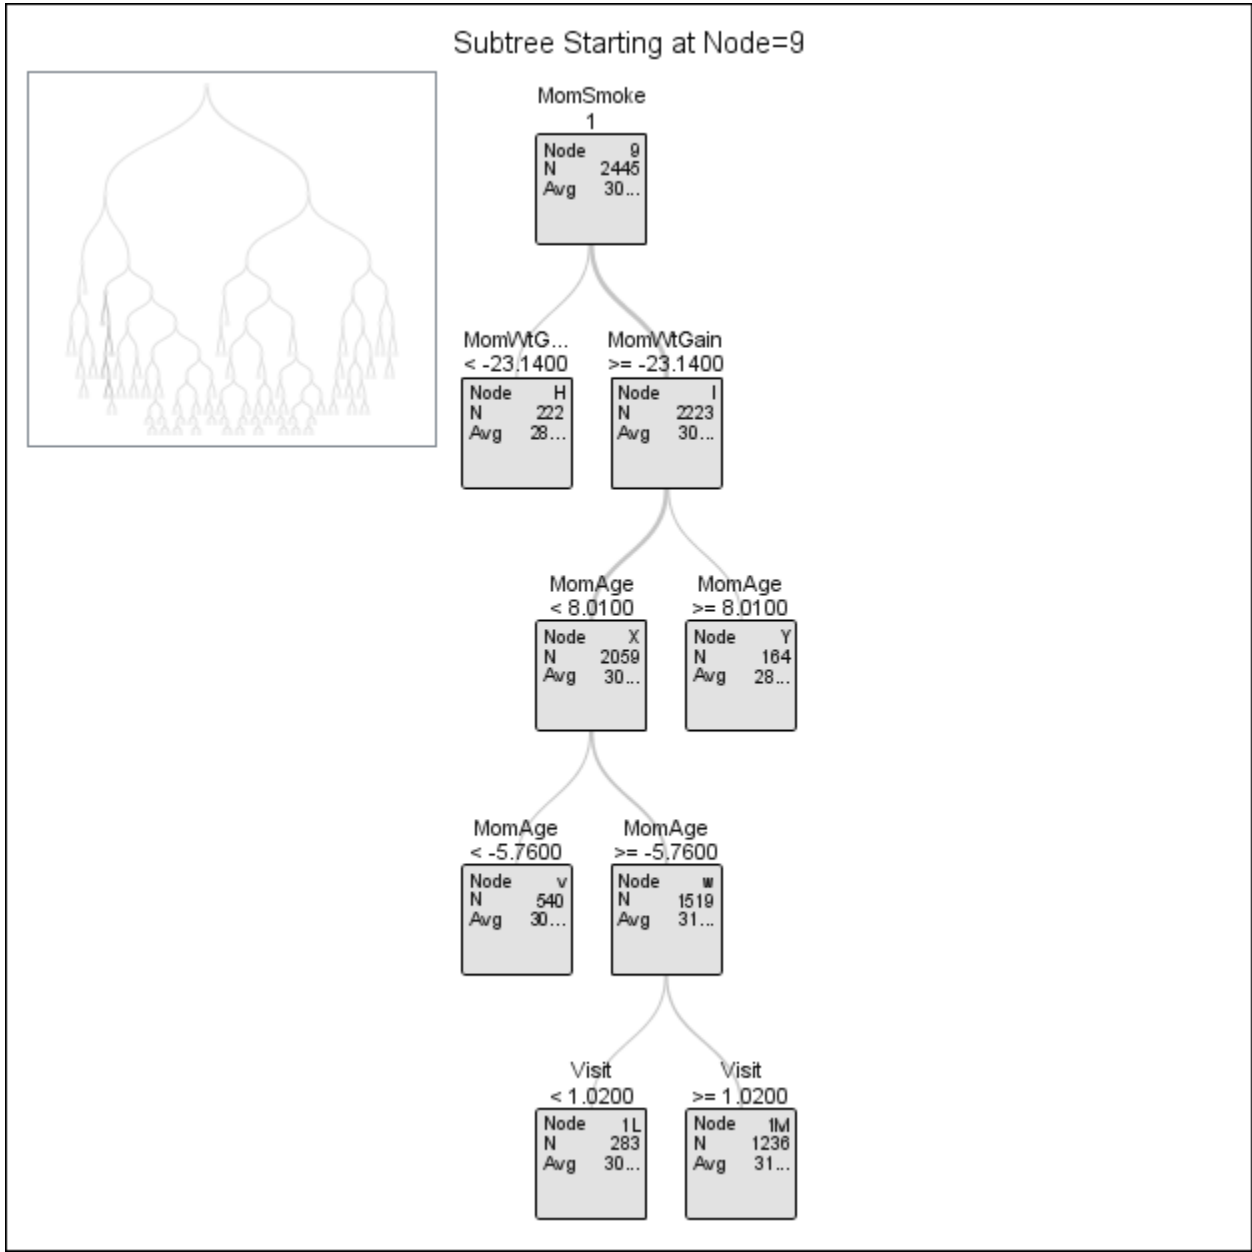 Subtree Starting at Node=9
MomSmoke
1
Node 9
N 2445
Avg 30...
MomWtG... MomWtGain
< -23.1400 >= -23.1400
Node H Node I
N 222 N 2223
Avg 28... Avg 30...
MomAge MomAge
< 8.0100 >= 8.0100
Node X Node Y
N 2059 N 164
Avg 30... Avg 28...
MomAge MomAge
< -5.7600 >= -5.7600
Node v Node w
N 540 N 1519
Avg 30... Avg 31...
Visit Visit
< 1.0200 >= 1.0200
Node 1L Node 1M
N 283 N 1236
Avg 30... Avg 31...